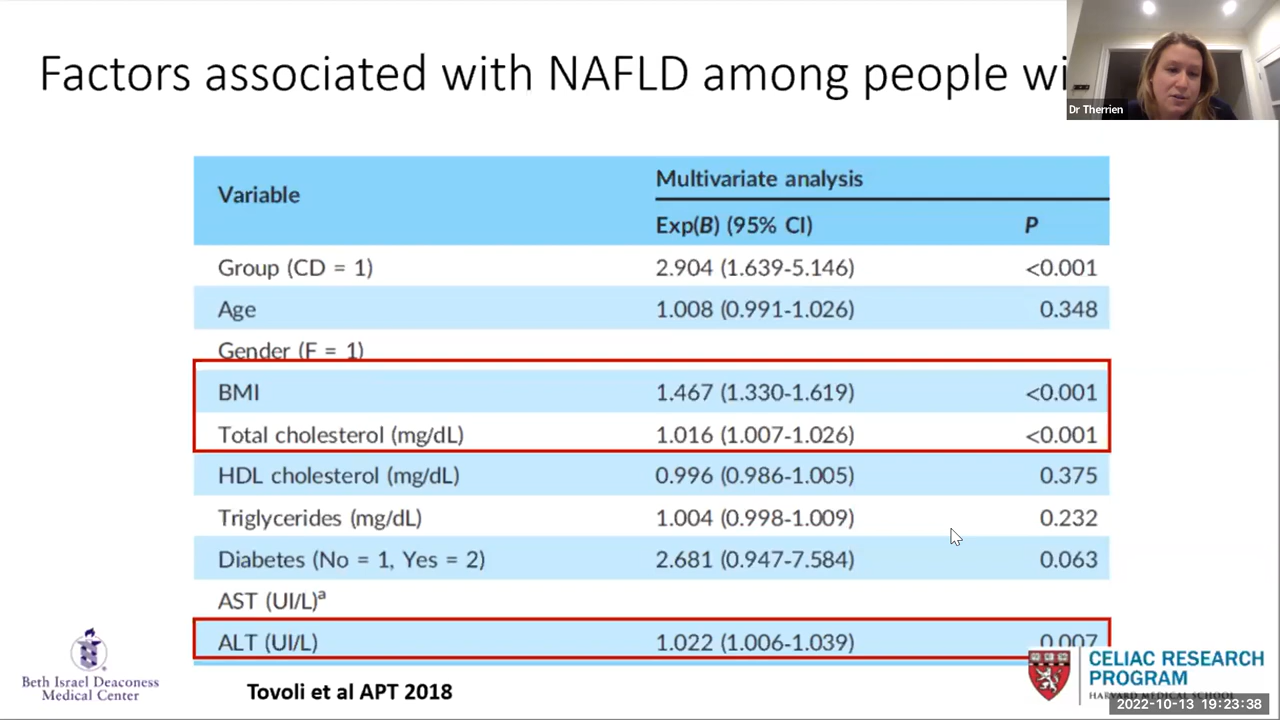 Factors associated with NAFLD among people wi
Dr Therrien
Variable
Multivariate analysis
Exp(B) (95% CI) P
Group (CD = 1) 2.904 (1.639-5.146) <0.001
Age 1.008 (0.991-1.026) 0.348
Gender (F = 1)
BMI 1.467 (1.330-1.619) <0.001
Total cholesterol (mg/dL) 1.016 (1.007-1.026) <0.001
HDL cholesterol (mg/dL) 0.996 (0.986-1.005) 0.375
Triglycerides (mg/dL) 1.004 (0.998-1.009) 0.232
Diabetes (No = 1, Yes = 2) 2.681 (0.947-7.584) 0.063
AST (UI/L)ª
ALT (UI/L) 1.022 (1.006-1.039) 0.007
Beth Israel Deaconess
Medical Center
Tovoli et al APT 2018
CELIAC RESEARCH
PROGRAM
HARVARD MEDICAL SCHOOL
2022-10-13 19:23:38